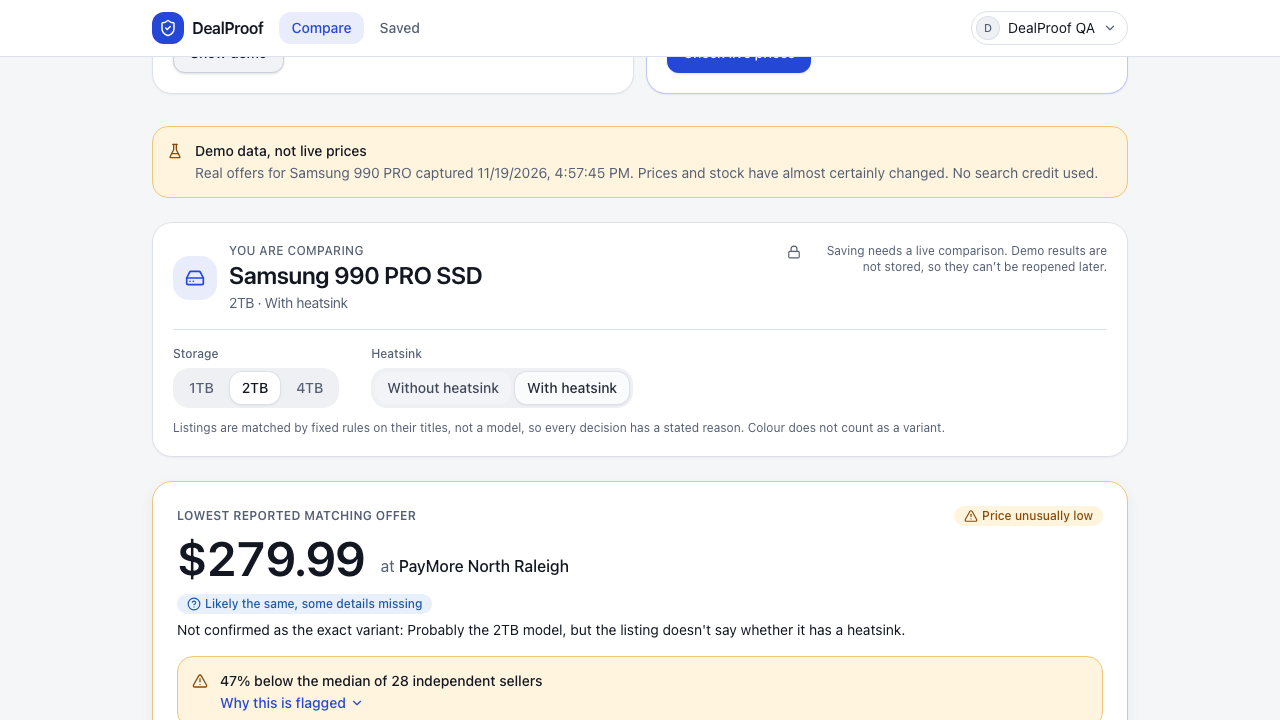 DealProof
Compare
Saved
D
DealProof QA
Demo data, not live prices
Real offers for Samsung 990 PRO captured 11/19/2026, 4:57:45 PM. Prices and stock have almost certainly changed. No search credit used.
YOU ARE COMPARING
Samsung 990 PRO SSD
2TB · With heatsink
Saving needs a live comparison. Demo results are
not stored, so they can't be reopened later.
Storage
Heatsink
1TB
2TB
4TB
Without heatsink
With heatsink
Listings are matched by fixed rules on their titles, not a model, so every decision has a stated reason. Colour does not count as a variant.
LOWEST REPORTED MATCHING OFFER
Price unusually low
$279.99 at PayMore North Raleigh
Likely the same, some details missing
Not confirmed as the exact variant: Probably the 2TB model, but the listing doesn't say whether it has a heatsink.
47% below the median of 28 independent sellers
Why this is flagged